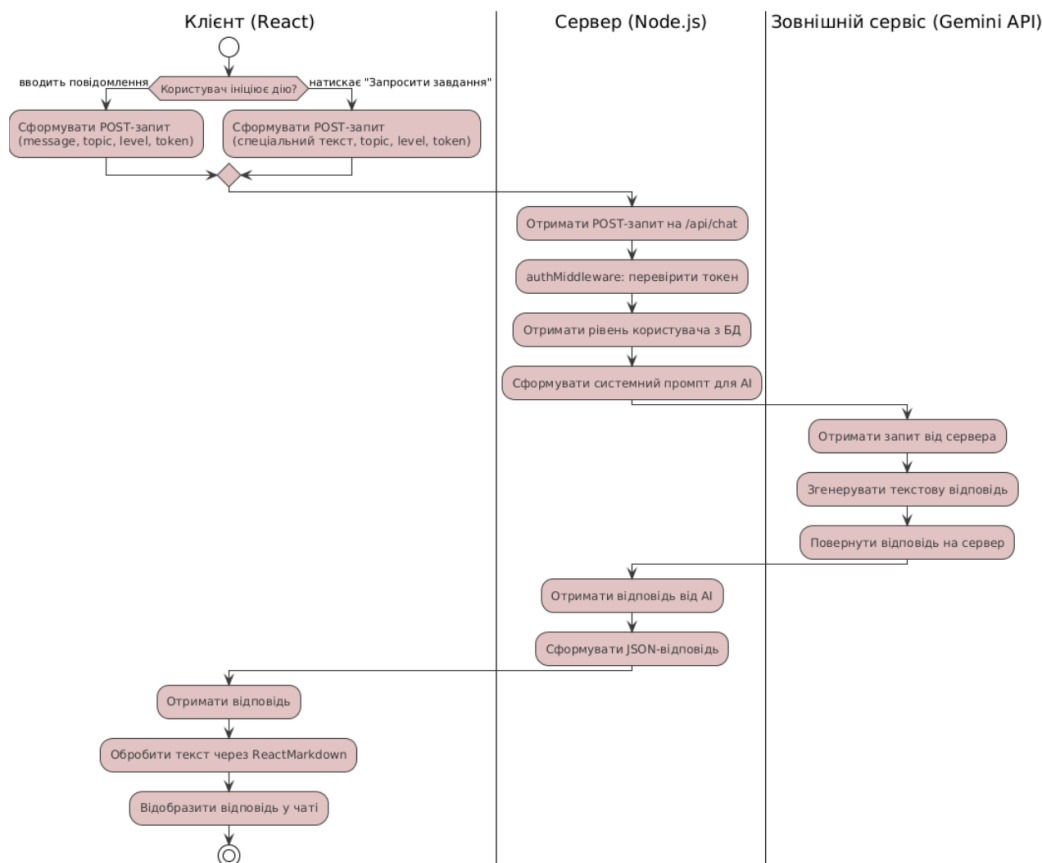 Клієнт (React)
Сервер (Node.js)
Зовнішній сервіс (Gemini API)
вводить повідомлення
Користувач ініціює дію?
натискає "Запросити завдання"
Сформувати POST-запит
(message, topic, level, token)
Сформувати POST-запит
(спеціальний текст, topic, level, token)
Отримати POST-запит на /api/chat
authMiddleware: перевірити токен
Отримати рівень користувача з БД
Сформувати системний промпт для AI
Отримати запит від сервера
Згенерувати текстову відповідь
Повернути відповідь на сервер
Отримати відповідь від AI
Сформувати JSON-відповідь
Отримати відповідь
Обробити текст через ReactMarkdown
Відобразити відповідь у чаті